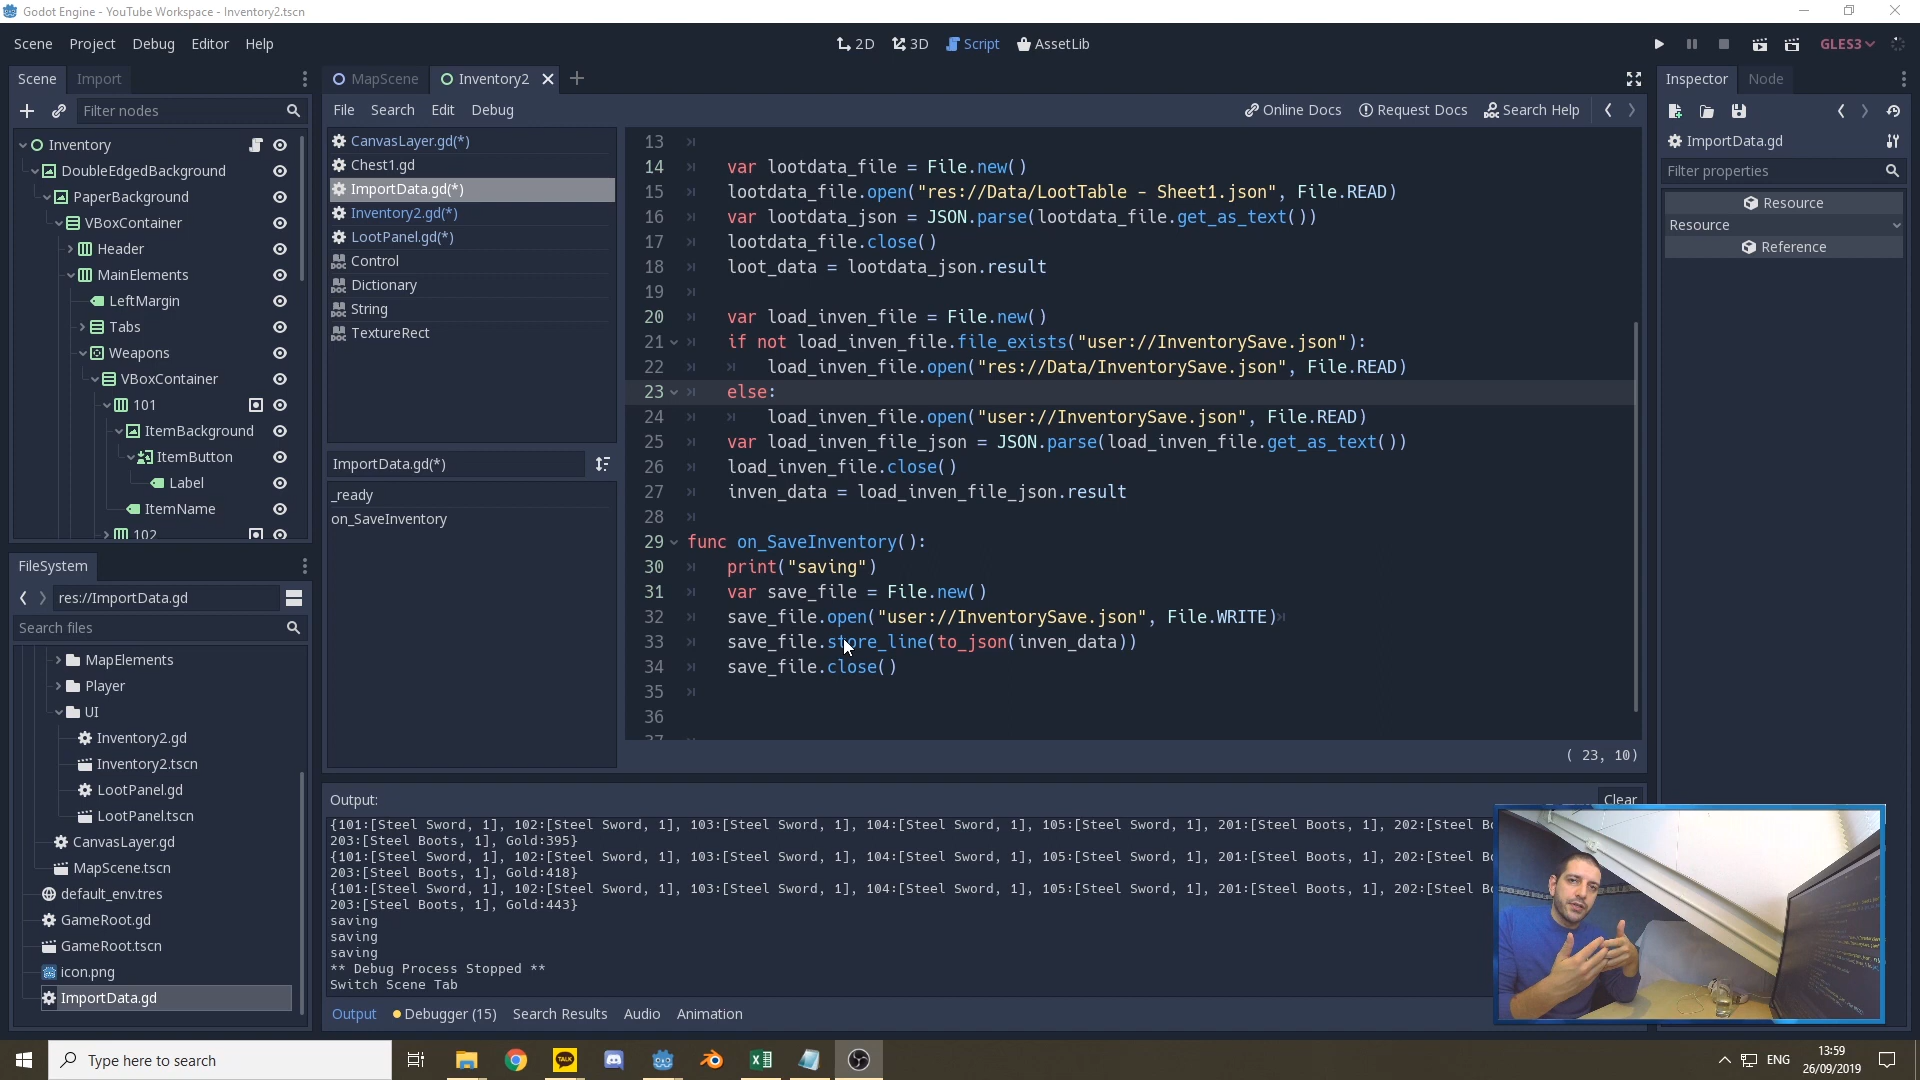 Godot Engine - YouTube Workspace - Inventory2.tscn
Scene Project Debug Editor Help
2D 3D Script AssetLib
GLES3
Scene Import
MapScene Inventory2
Inspector Node
Filter nodes
File Search Edit Debug
Online Docs Request Docs Search Help
ImportData.gd
Filter properties
Resource
Resource
Reference
Inventory
DoubleEdgedBackground
PaperBackground
VBoxContainer
Header
MainElements
LeftMargin
Tabs
Weapons
VBoxContainer
101
ItemBackground
ItemButton
Label
ItemName
102
CanvasLayer.gd(*)
Chest1.gd
ImportData.gd(*)
Inventory2.gd(*)
LootPanel.gd(*)
Control
Dictionary
String
TextureRect
ImportData.gd(*)
_ready
on_SaveInventory
13
14 var lootdata_file = File.new()
15 lootdata_file.open("res://Data/LootTable - Sheet1.json", File.READ)
16 var lootdata_json = JSON.parse(lootdata_file.get_as_text())
17 lootdata_file.close()
18 loot_data = lootdata_json.result
19
20 var load_inven_file = File.new()
21 if not load_inven_file.file_exists("user://InventorySave.json"):
22 load_inven_file.open("res://Data/InventorySave.json", File.READ)
23 else:
24 load_inven_file.open("user://InventorySave.json", File.READ)
25 var load_inven_file_json = JSON.parse(load_inven_file.get_as_text())
26 load_inven_file.close()
27 inven_data = load_inven_file_json.result
28
29 func on_SaveInventory():
30 print("saving")
31 var save_file = File.new()
32 save_file.open("user://InventorySave.json", File.WRITE)
33 save_file.store_line(to_json(inven_data))
34 save_file.close()
35
36
37
( 23, 10)
FileSystem
res://ImportData.gd
Search files
MapElements
Player
UI
Inventory2.gd
Inventory2.tscn
LootPanel.gd
LootPanel.tscn
CanvasLayer.gd
MapScene.tscn
default_env.tres
GameRoot.gd
GameRoot.tscn
icon.png
ImportData.gd
Output:
Clear
{101:[Steel Sword, 1], 102:[Steel Sword, 1], 103:[Steel Sword, 1], 104:[Steel Sword, 1], 105:[Steel Sword, 1], 201:[Steel Boots, 1], 202:[Steel Bo
203:[Steel Boots, 1], Gold:395}
{101:[Steel Sword, 1], 102:[Steel Sword, 1], 103:[Steel Sword, 1], 104:[Steel Sword, 1], 105:[Steel Sword, 1], 201:[Steel Boots, 1], 202:[Steel Bo
203:[Steel Boots, 1], Gold:418}
{101:[Steel Sword, 1], 102:[Steel Sword, 1], 103:[Steel Sword, 1], 104:[Steel Sword, 1], 105:[Steel Sword, 1], 201:[Steel Boots, 1], 202:[Steel Bo
203:[Steel Boots, 1], Gold:443}
saving
saving
saving
** Debug Process Stopped **
Switch Scene Tab
Output Debugger (15) Search Results Audio Animation
Type here to search
TALK
ENG
13:59
26/09/2019